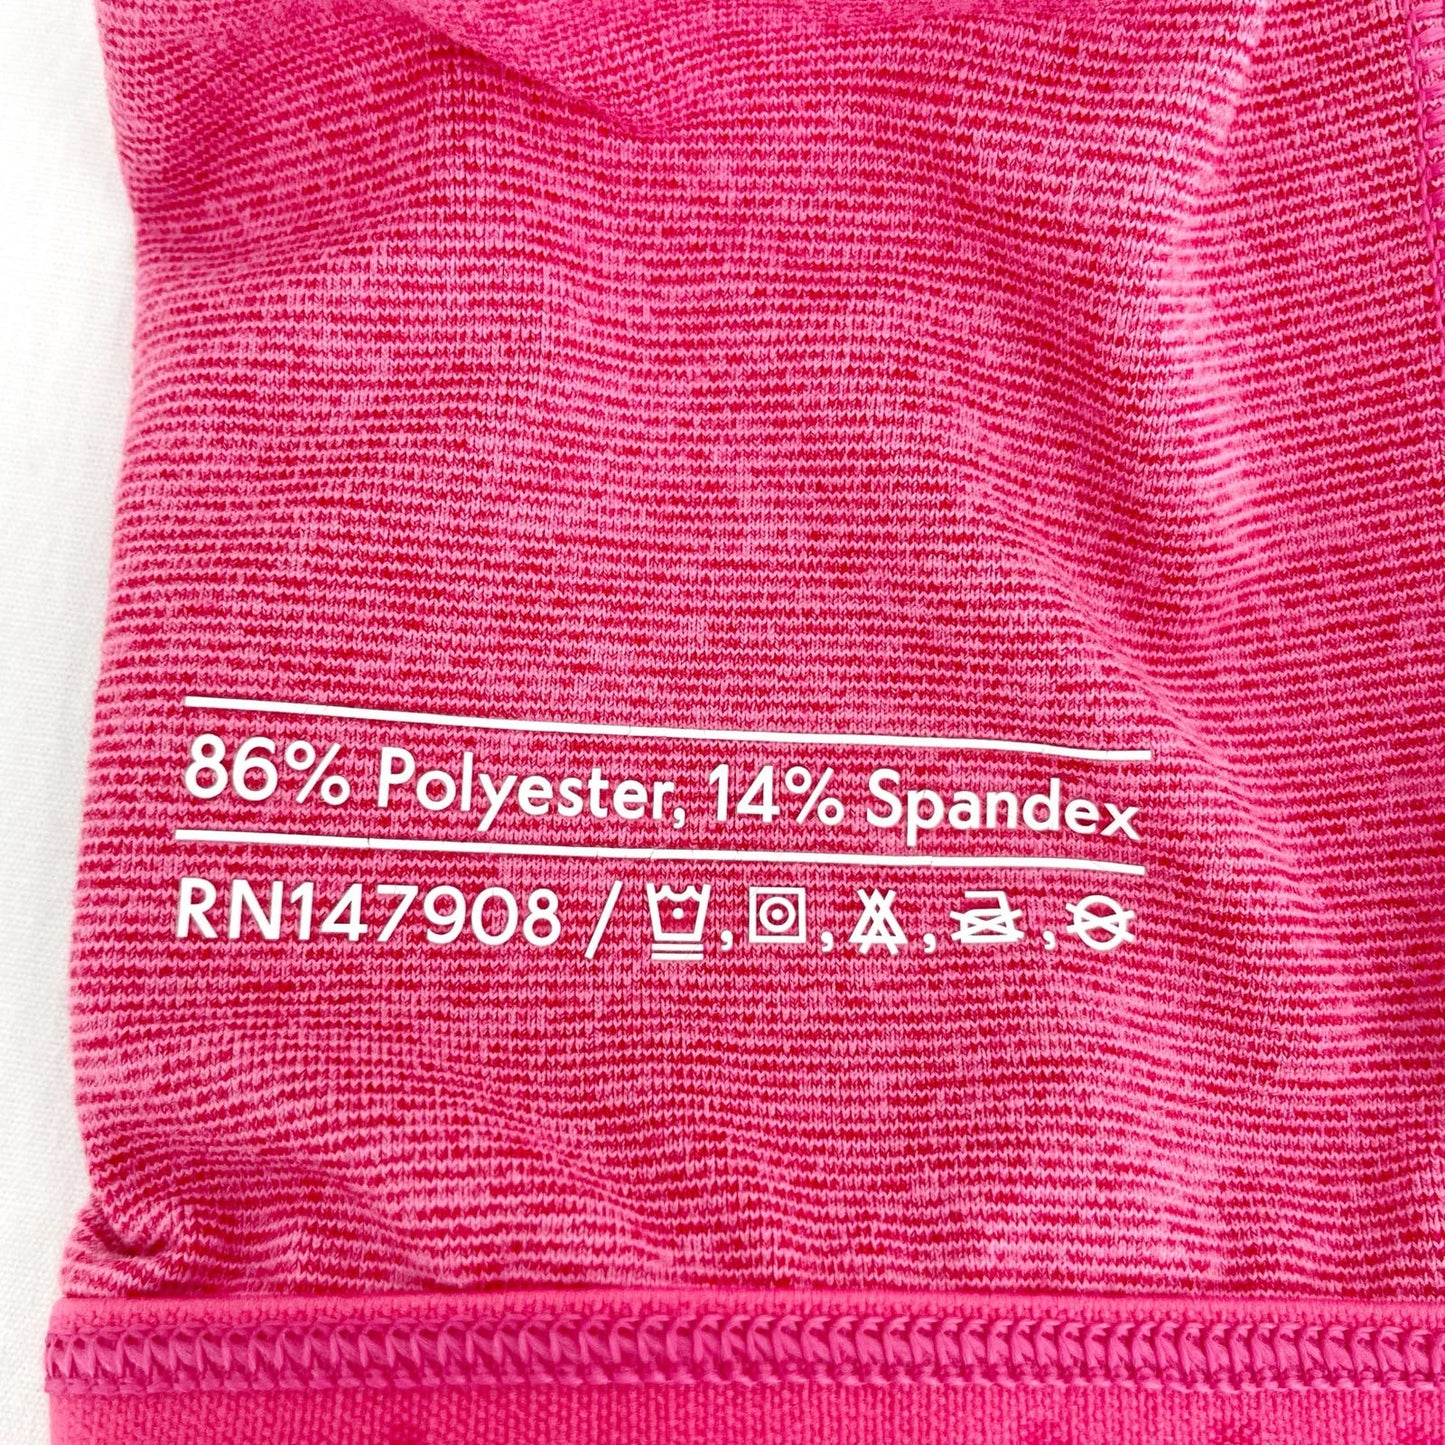 86% Polyester, 14% Spandex
RN147908 /